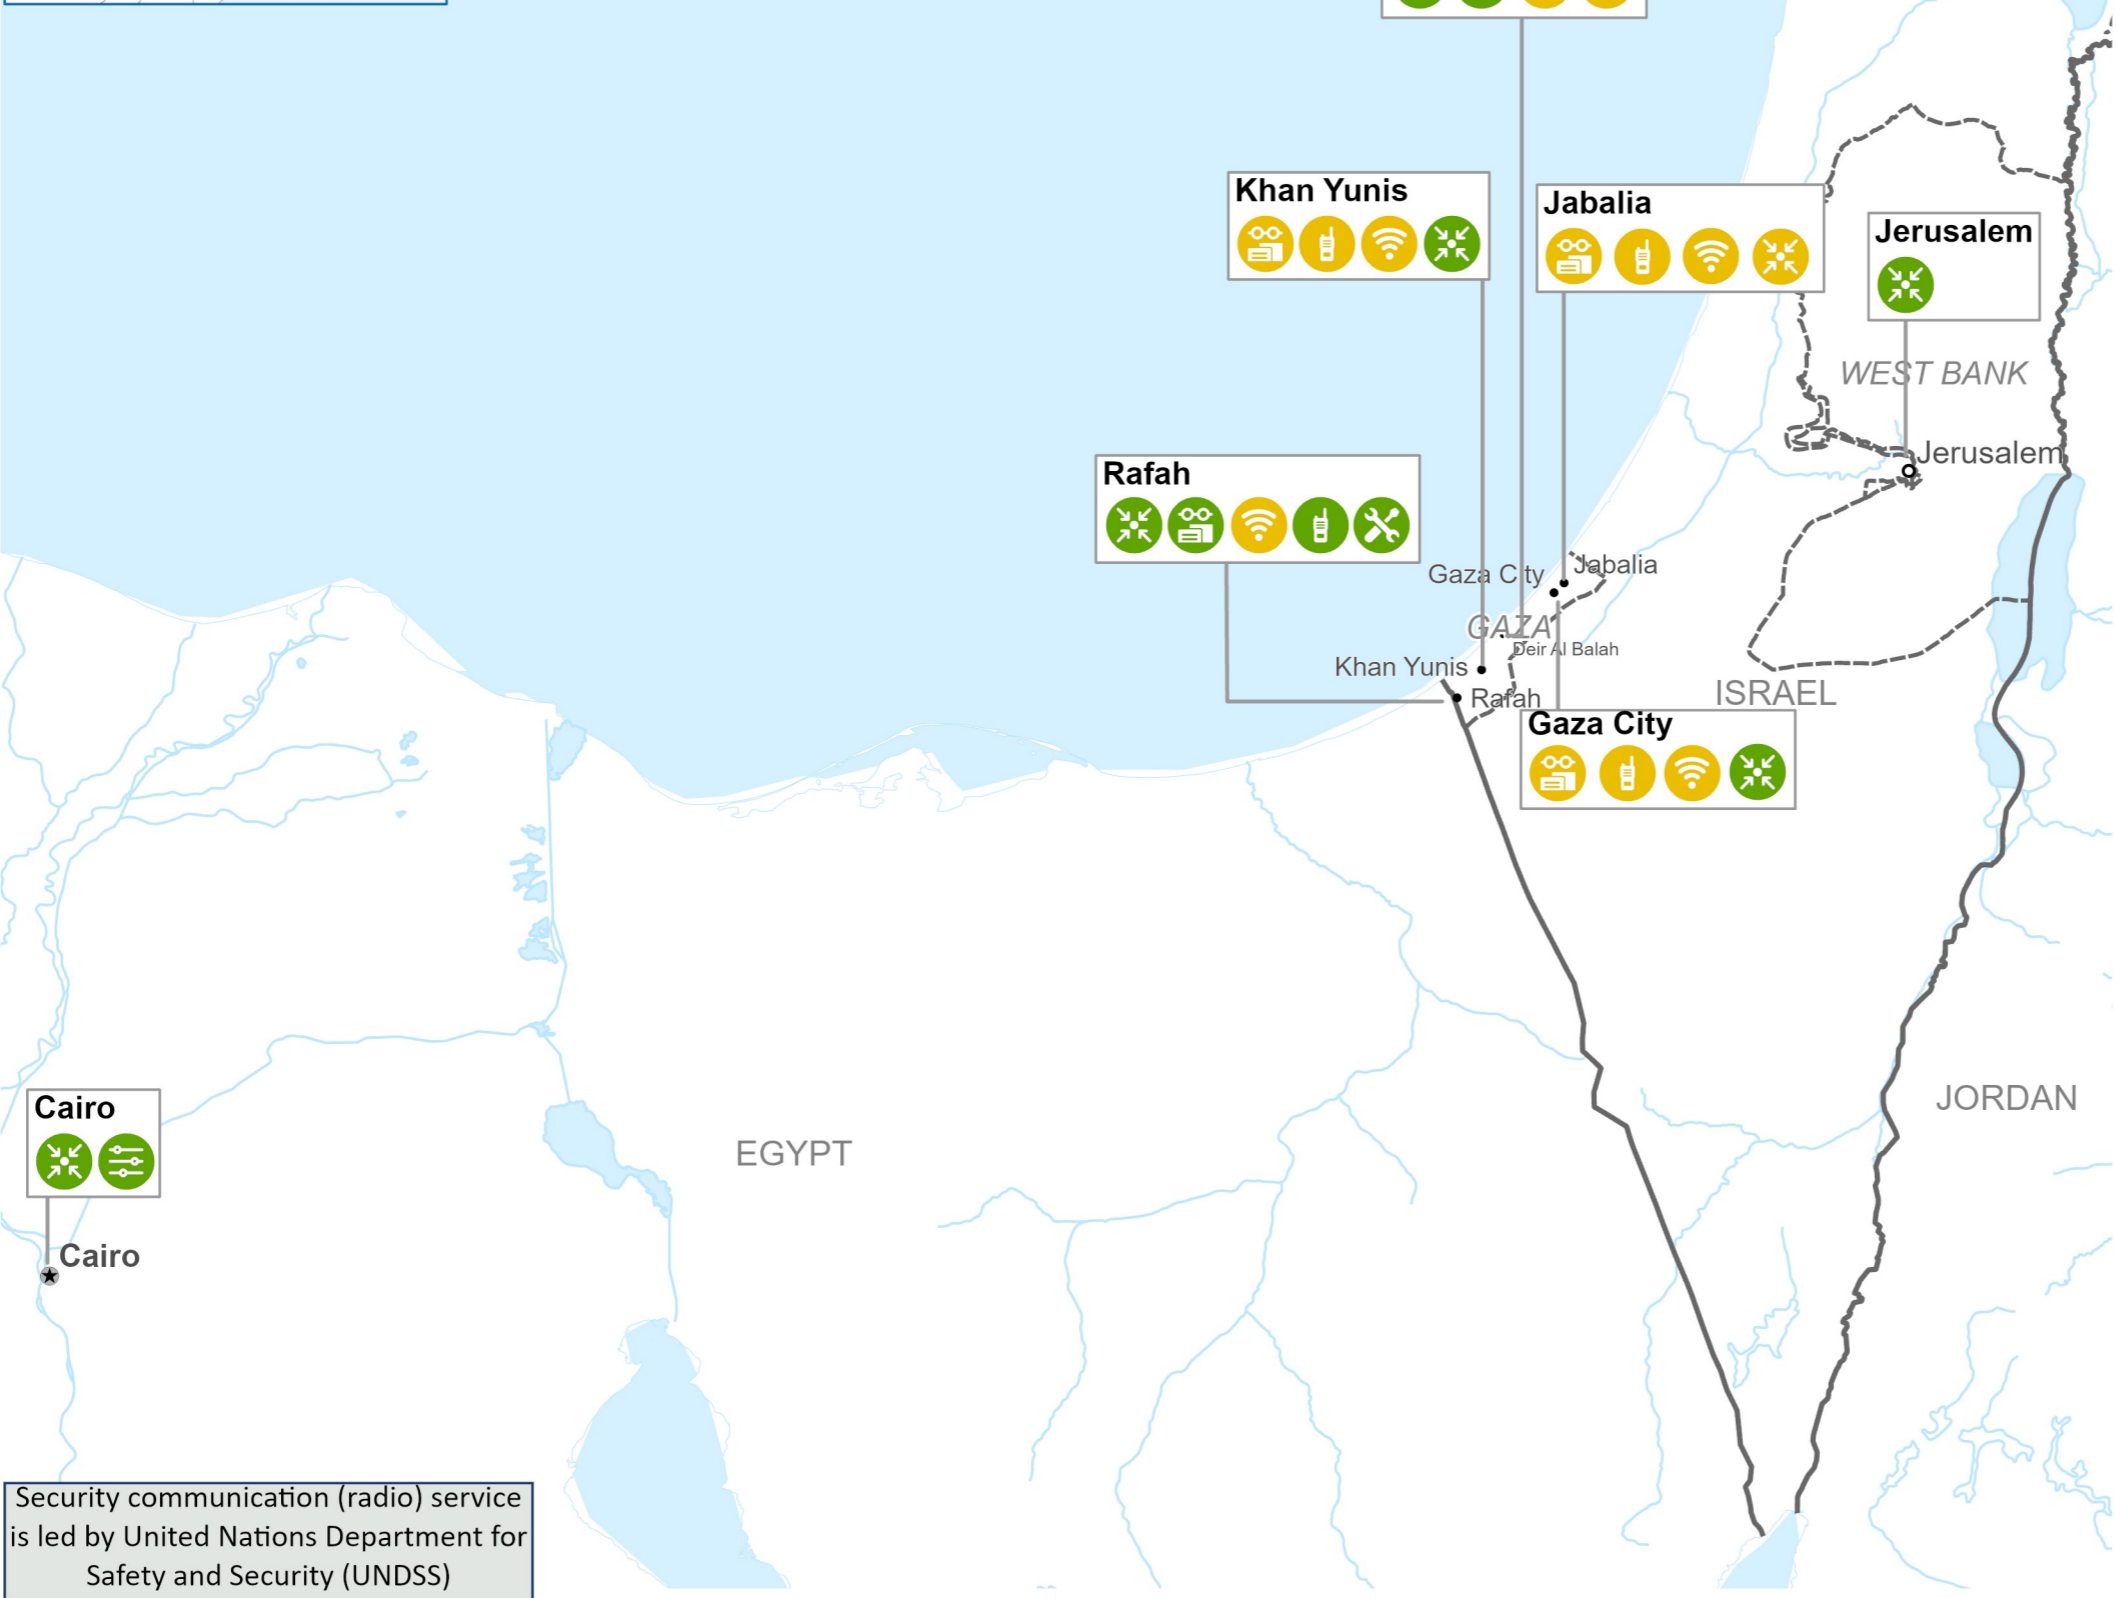 Khan Yunis
Jabalia
Jerusalem
WEST BANK
Jerusalem
Rafah
Jabalia
Gaza City
GAZA
Deir Al Balah
Khan Yunis
Rafah
ISRAEL
Gaza City
JORDAN
Cairo
EGYPT
Cairo
Security communication (radio) service
is led by United Nations Department for
Safety and Security (UNDSS)